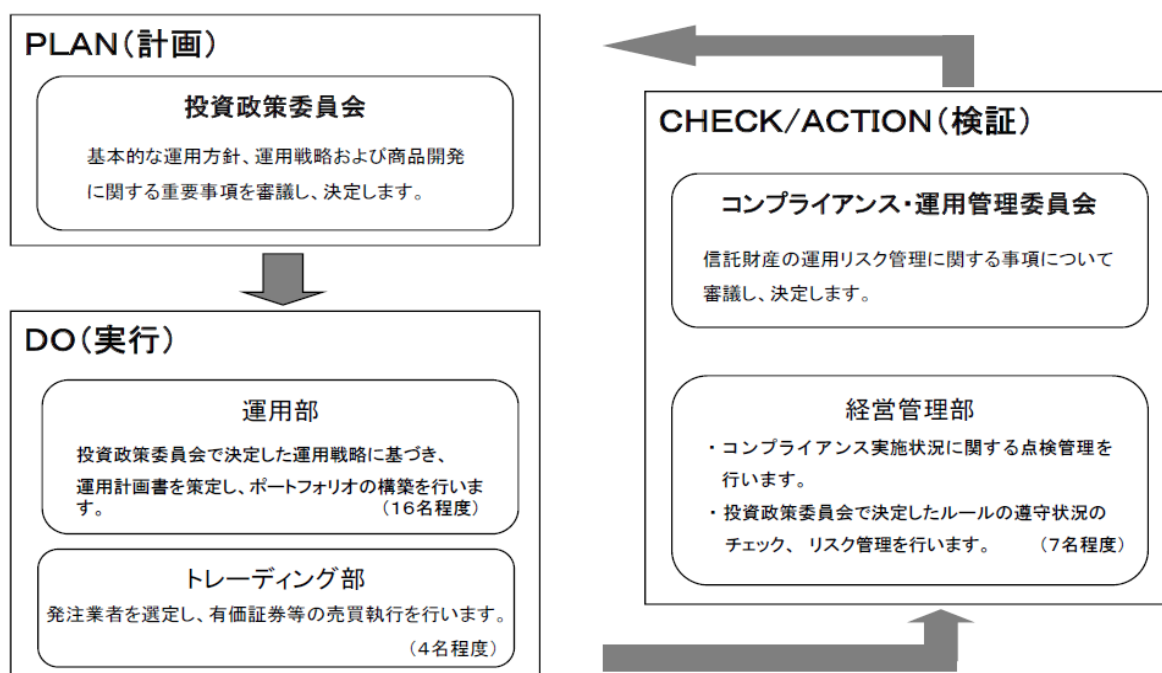 PLAN(計画)
投資政策委員会
基本的な運用方針、運用戦略および商品開発
に関する重要事項を審議し、決定します。
DO(実行)
運用部
投資政策委員会で決定した運用戦略に基づき、
運用計画書を策定し、ポートフォリオの構築を行いま
す。 (16名程度)
トレーディング部
発注業者を選定し、有価証券等の売買執行を行います。
(4名程度)
CHECK/ACTION(検証)
コンプライアンス・運用管理委員会
信託財産の運用リスク管理に関する事項について
審議し、決定します。
経営管理部
・コンプライアンス実施状況に関する点検管理を
行います。
・投資政策委員会で決定したルールの遵守状況の
チェック、 リスク管理を行います。 (7名程度)